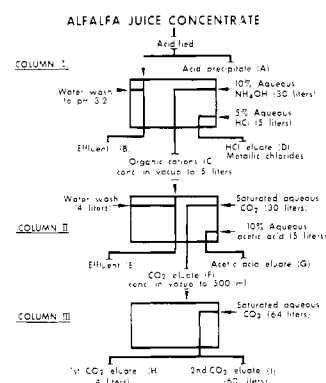 ALFALFA JUICE CONCENTRATE
Acidified
COLUMN I
Acid precipitate (A)
Water wash
to pH 3.2
10% Aqueous
NH4OH (30 liters)
5% Aqueous
HCl (5 liters)
Effluent (B)
HCl eluate (D)
Metallic chlorides
Organic cations (C)
conc in vacuo to 5 liters
Water wash
(4 liters)
Saturated aqueous
CO2 (30 liters)
COLUMN II
10% Aqueous
acetic acid (5 liters)
Effluent (E)
Acetic acid eluate (G)
CO2 eluate (F)
conc in vacuo to 500 ml
COLUMN III
Saturated aqueous
CO2 (64 liters)
1st CO2 eluate (H)
(4 liters)
2nd CO2 eluate (I)
(60 liters)